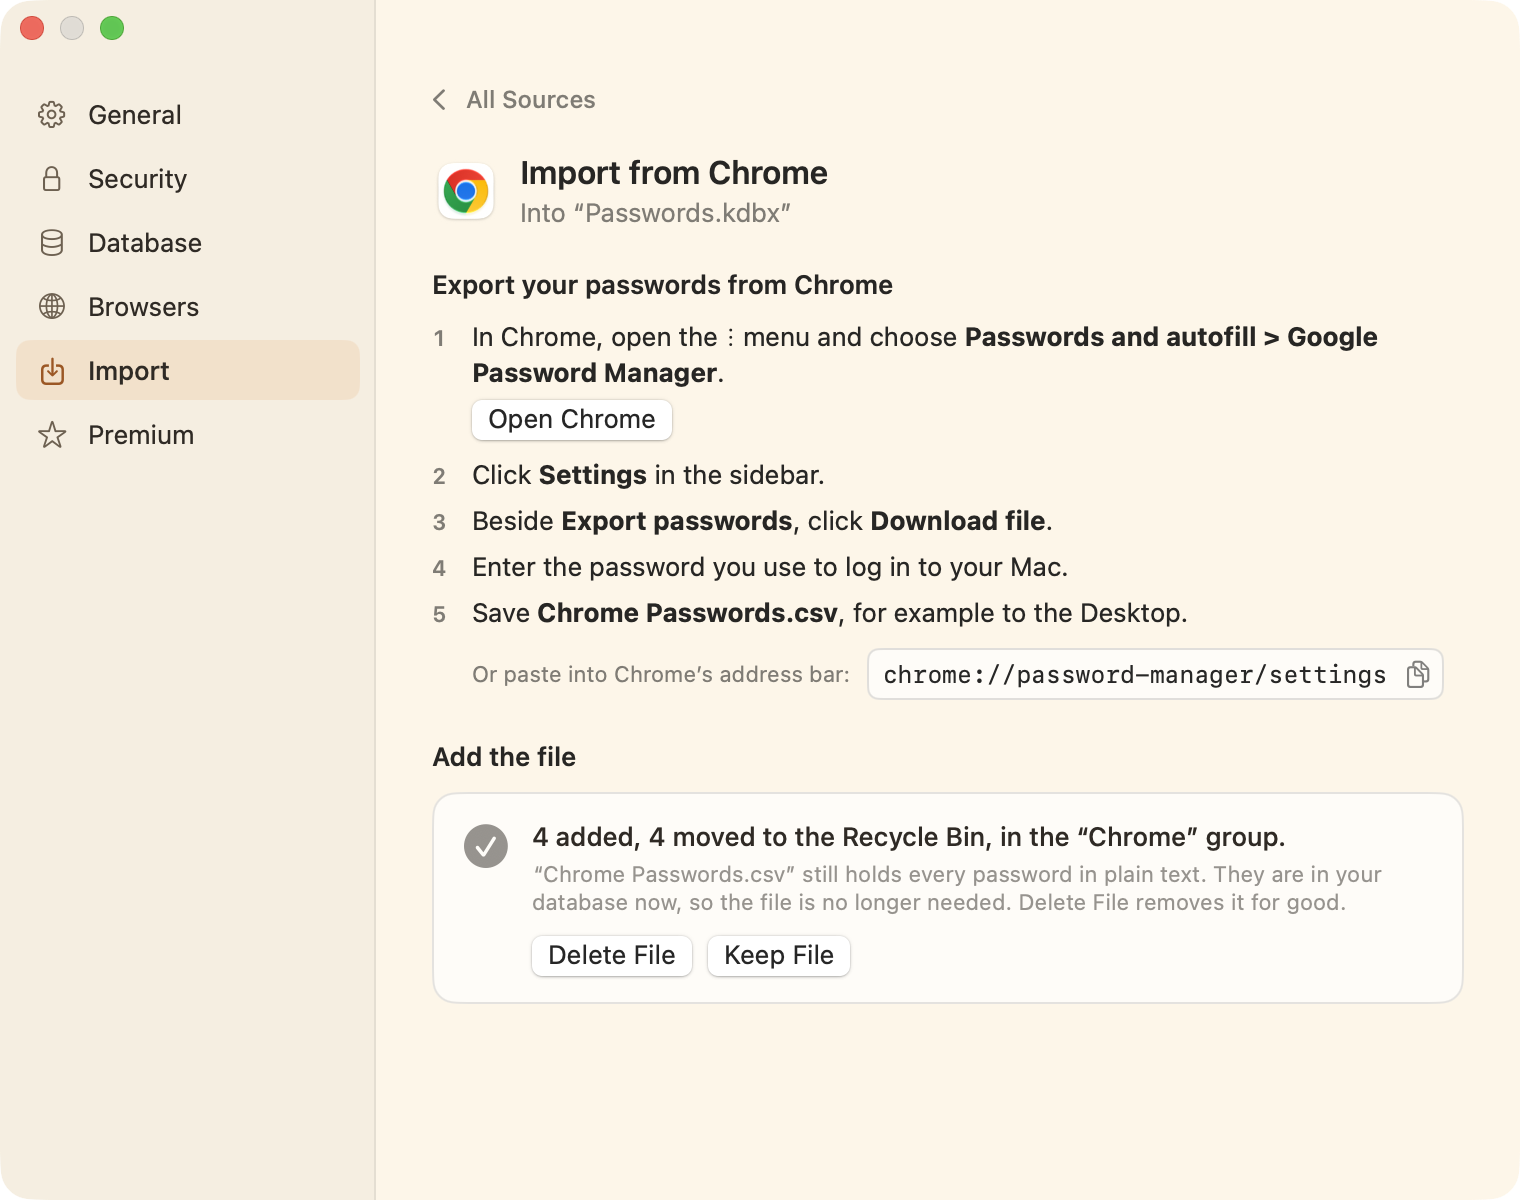 General
Security
Database
Browsers
Import
Premium
All Sources
Import from Chrome
Into “Passwords.kdbx”
Export your passwords from Chrome
1 In Chrome, open the ⋮ menu and choose Passwords and autofill > Google
Password Manager.
Open Chrome
2 Click Settings in the sidebar.
3 Beside Export passwords, click Download file.
4 Enter the password you use to log in to your Mac.
5 Save Chrome Passwords.csv, for example to the Desktop.
Or paste into Chrome’s address bar: chrome://password-manager/settings
Add the file
4 added, 4 moved to the Recycle Bin, in the “Chrome” group.
“Chrome Passwords.csv” still holds every password in plain text. They are in your
database now, so the file is no longer needed. Delete File removes it for good.
Delete File Keep File